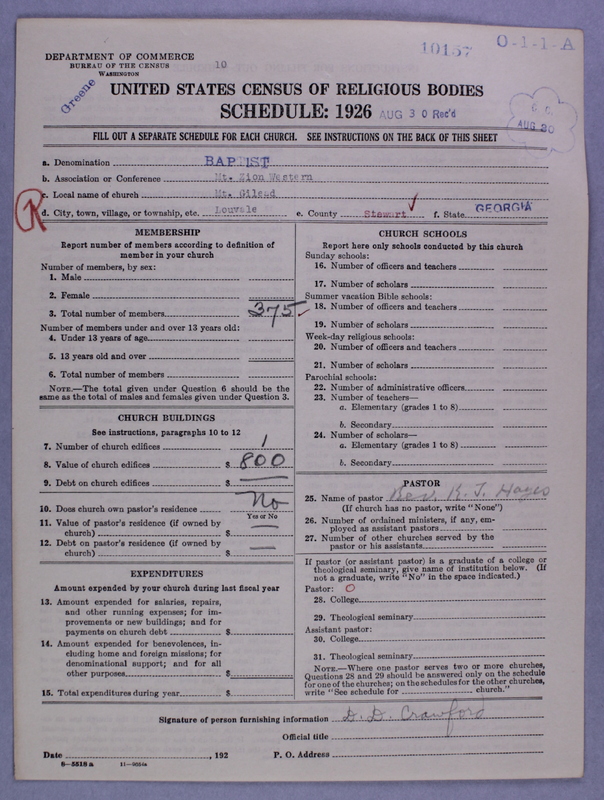 10157 O-1-1-A
DEPARTMENT OF COMMERCE
BUREAU OF THE CENSUS
WASHINGTON
10
Greene
UNITED STATES CENSUS OF RELIGIOUS BODIES
SCHEDULE: 1926 AUG 30 Rec'd
AUG 30
FILL OUT A SEPARATE SCHEDULE FOR EACH CHURCH. SEE INSTRUCTIONS ON THE BACK OF THIS SHEET
a. Denomination BAPTIST
b. Association or Conference Mt. Zion Western
c. Local name of church Mt. Gilead
d. City, town, village, or township, etc. Louvale e. County Stewart f. State GEORGIA
MEMBERSHIP
Report number of members according to definition of
member in your church
Number of members, by sex:
1. Male
2. Female
3. Total number of members 375
Number of members under and over 13 years old:
4. Under 13 years of age
5. 13 years old and over
6. Total number of members
NOTE.—The total given under Question 6 should be the
same as the total of males and females given under Question 3.
CHURCH BUILDINGS
See instructions, paragraphs 10 to 12
7. Number of church edifices 1
8. Value of church edifices $ 800
9. Debt on church edifices $ —
10. Does church own pastor's residence No
Yes or No
11. Value of pastor's residence (if owned by
church) $ —
12. Debt on pastor's residence (if owned by
church) $ —
EXPENDITURES
Amount expended by your church during last fiscal year
13. Amount expended for salaries, repairs,
and other running expenses; for im-
provements or new buildings; and for
payments on church debt $
14. Amount expended for benevolences, in-
cluding home and foreign missions; for
denominational support; and for all
other purposes $
15. Total expenditures during year $
CHURCH SCHOOLS
Report here only schools conducted by this church
Sunday schools:
16. Number of officers and teachers
17. Number of scholars
Summer vacation Bible schools:
18. Number of officers and teachers
19. Number of scholars
Week-day religious schools:
20. Number of officers and teachers
21. Number of scholars
Parochial schools:
22. Number of administrative officers
23. Number of teachers—
a. Elementary (grades 1 to 8)
b. Secondary
24. Number of scholars—
a. Elementary (grades 1 to 8)
b. Secondary
PASTOR
25. Name of pastor Rev. K. J. Hayes
(If church has no pastor, write "None")
26. Number of ordained ministers, if any, em-
ployed as assistant pastors
27. Number of other churches served by the
pastor or his assistants
If pastor (or assistant pastor) is a graduate of a college or
theological seminary, give name of institution below. (If
not a graduate, write "No" in the space indicated.)
Pastor: O
28. College
29. Theological seminary
Assistant pastor:
30. College
31. Theological seminary
NOTE.—Where one pastor serves two or more churches,
Questions 28 and 29 should be answered only on the schedule
for one of the churches; on the schedules for the other churches,
write "See schedule for church."
Signature of person furnishing information D. D. Crawford
Official title
Date , 192 P. O. Address
8—5518 a